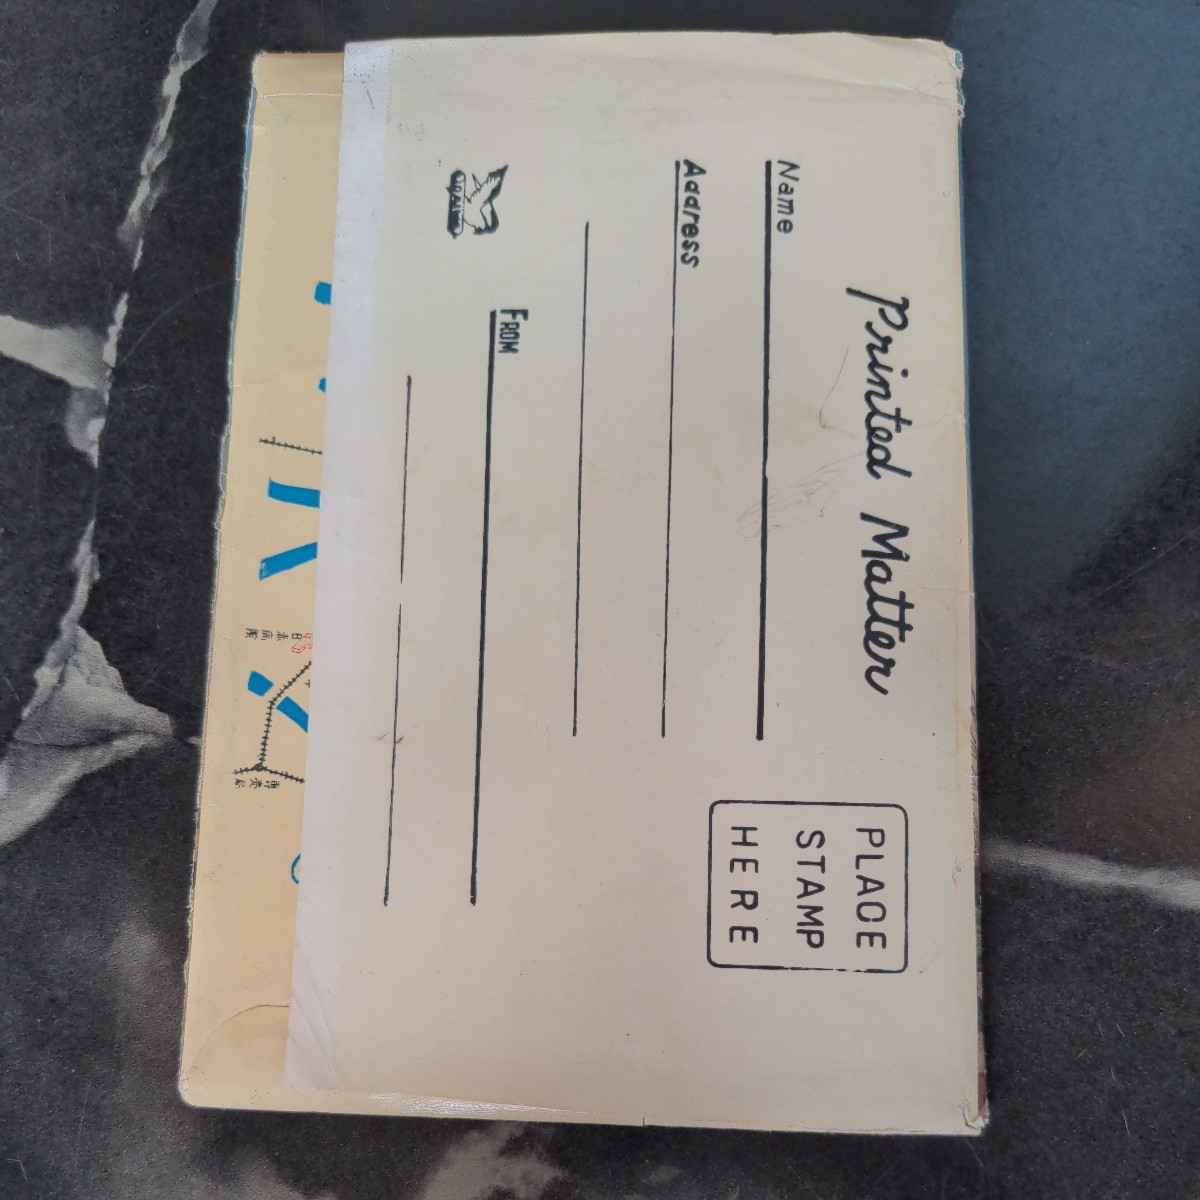 Printed Matter
PLACE
STAMP
HERE
Name
Address
FROM